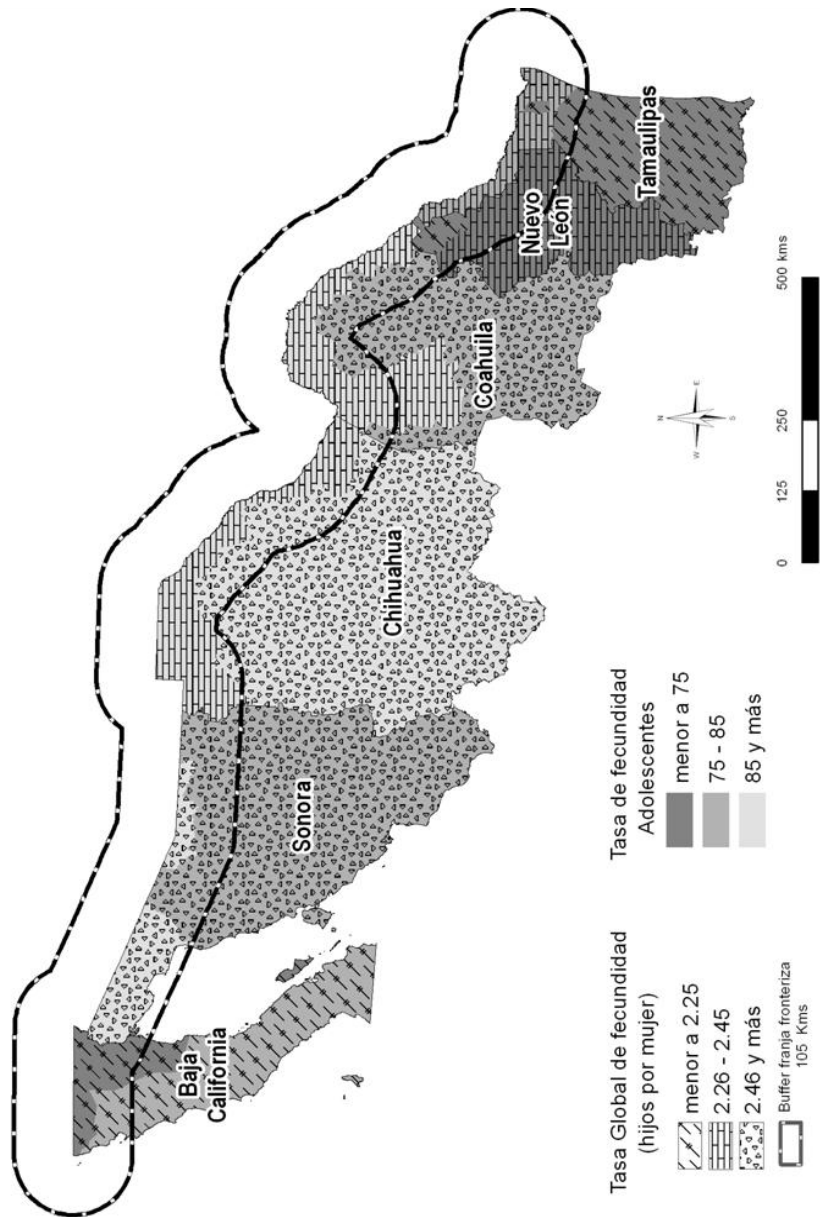 Baja
California
Sonora
Chihuahua
Coahuila
Nuevo
León
Tamaulipas
Tasa Global de fecundidad
(hijos por mujer)
menor a 2.25
2.26 - 2.45
2.46 y más
Buffer franja fronteriza
105 Kms
Tasa de fecundidad
Adolescentes
menor a 75
75 - 85
85 y más
N
W
E
S
0
125
250
500 kms